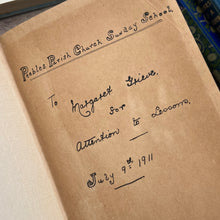 Peebles Parish Church Sunday School
To
Margaret Grieve,
for
Attention to Lessons,
July 9th 1911